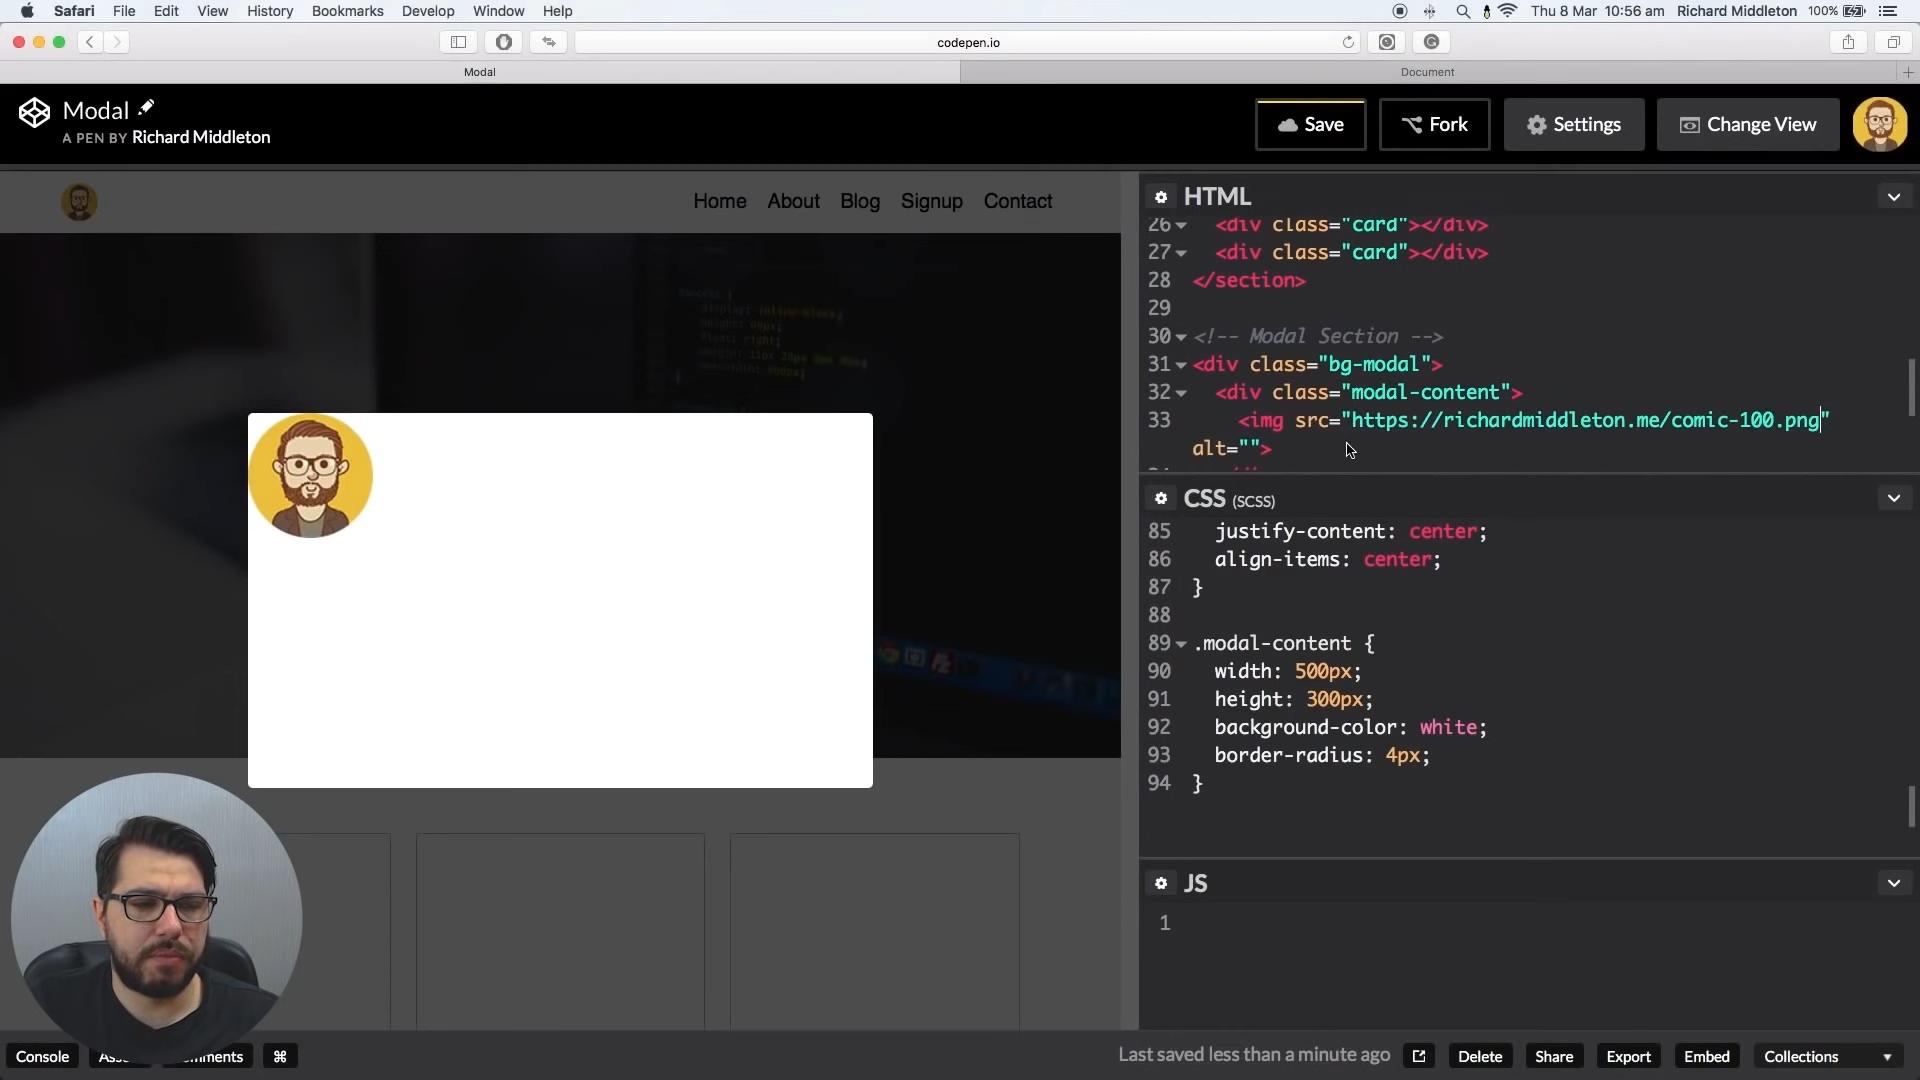 Safari File Edit View History Bookmarks Develop Window Help Thu 8 Mar 10:56 am Richard Middleton 100%
codepen.io
Modal Document
Modal
A PEN BY Richard Middleton
Save Fork Settings Change View
Home About Blog Signup Contact
HTML
26 <div class="card"></div>
27 <div class="card"></div>
28 </section>
29
30 <!-- Modal Section -->
31 <div class="bg-modal">
32 <div class="modal-content">
33 <img src="https://richardmiddleton.me/comic-100.png"
alt="">
CSS (SCSS)
85 justify-content: center;
86 align-items: center;
87 }
88
89 .modal-content {
90 width: 500px;
91 height: 300px;
92 background-color: white;
93 border-radius: 4px;
94 }
JS
1
Console Ass mments ⌘ Last saved less than a minute ago Delete Share Export Embed Collections